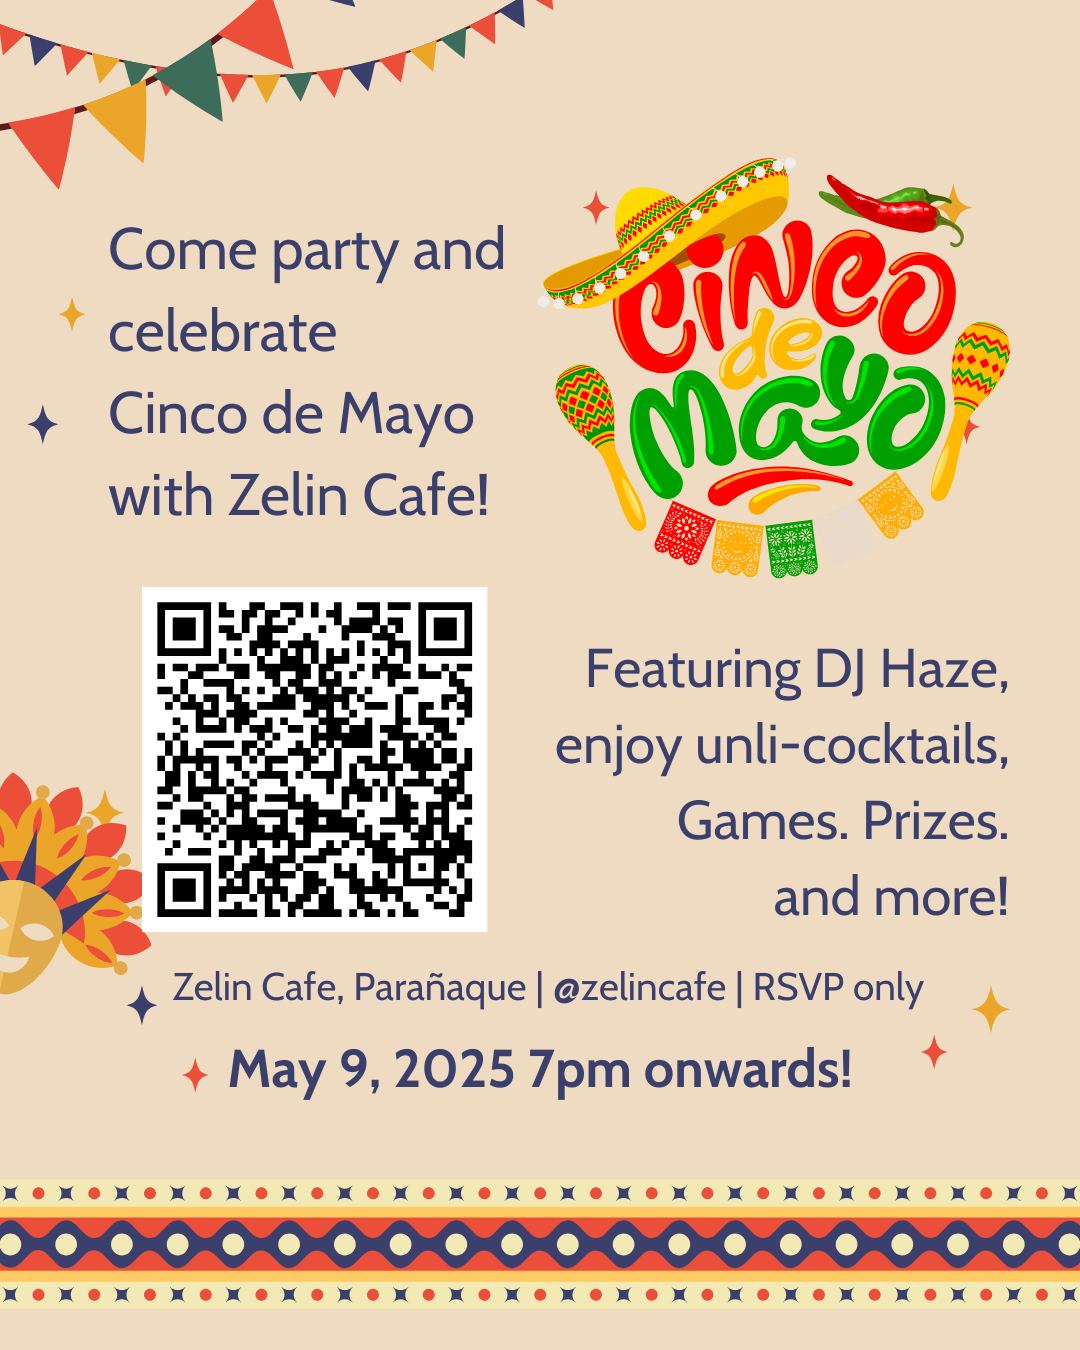 Come party and
celebrate
Cinco de Mayo
with Zelin Cafe!
Cinco
de
Mayo
Featuring DJ Haze,
enjoy unli-cocktails,
Games. Prizes.
and more!
Zelin Cafe, Parañaque | @zelincafe | RSVP only
May 9, 2025 7pm onwards!